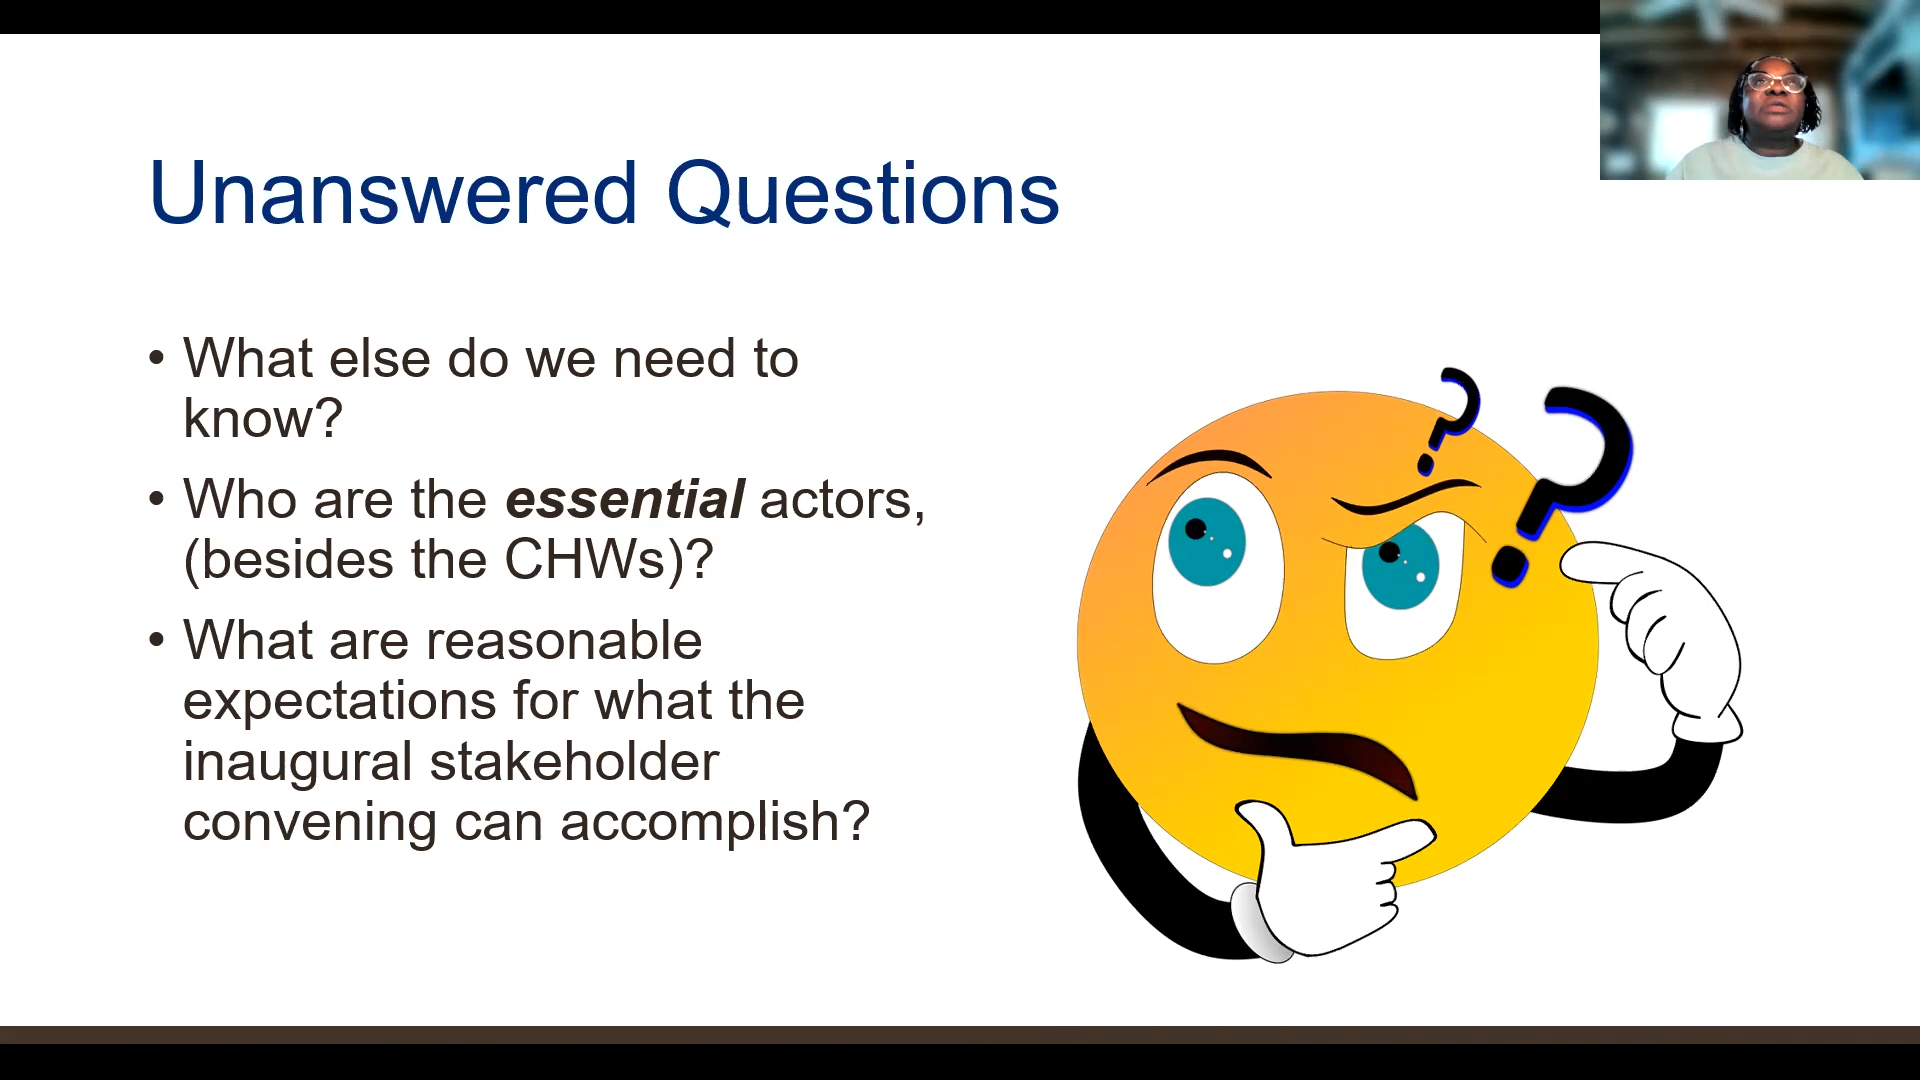 Unanswered Questions
• What else do we need to
know?
• Who are the essential actors,
(besides the CHWs)?
• What are reasonable
expectations for what the
inaugural stakeholder
convening can accomplish?
? ?